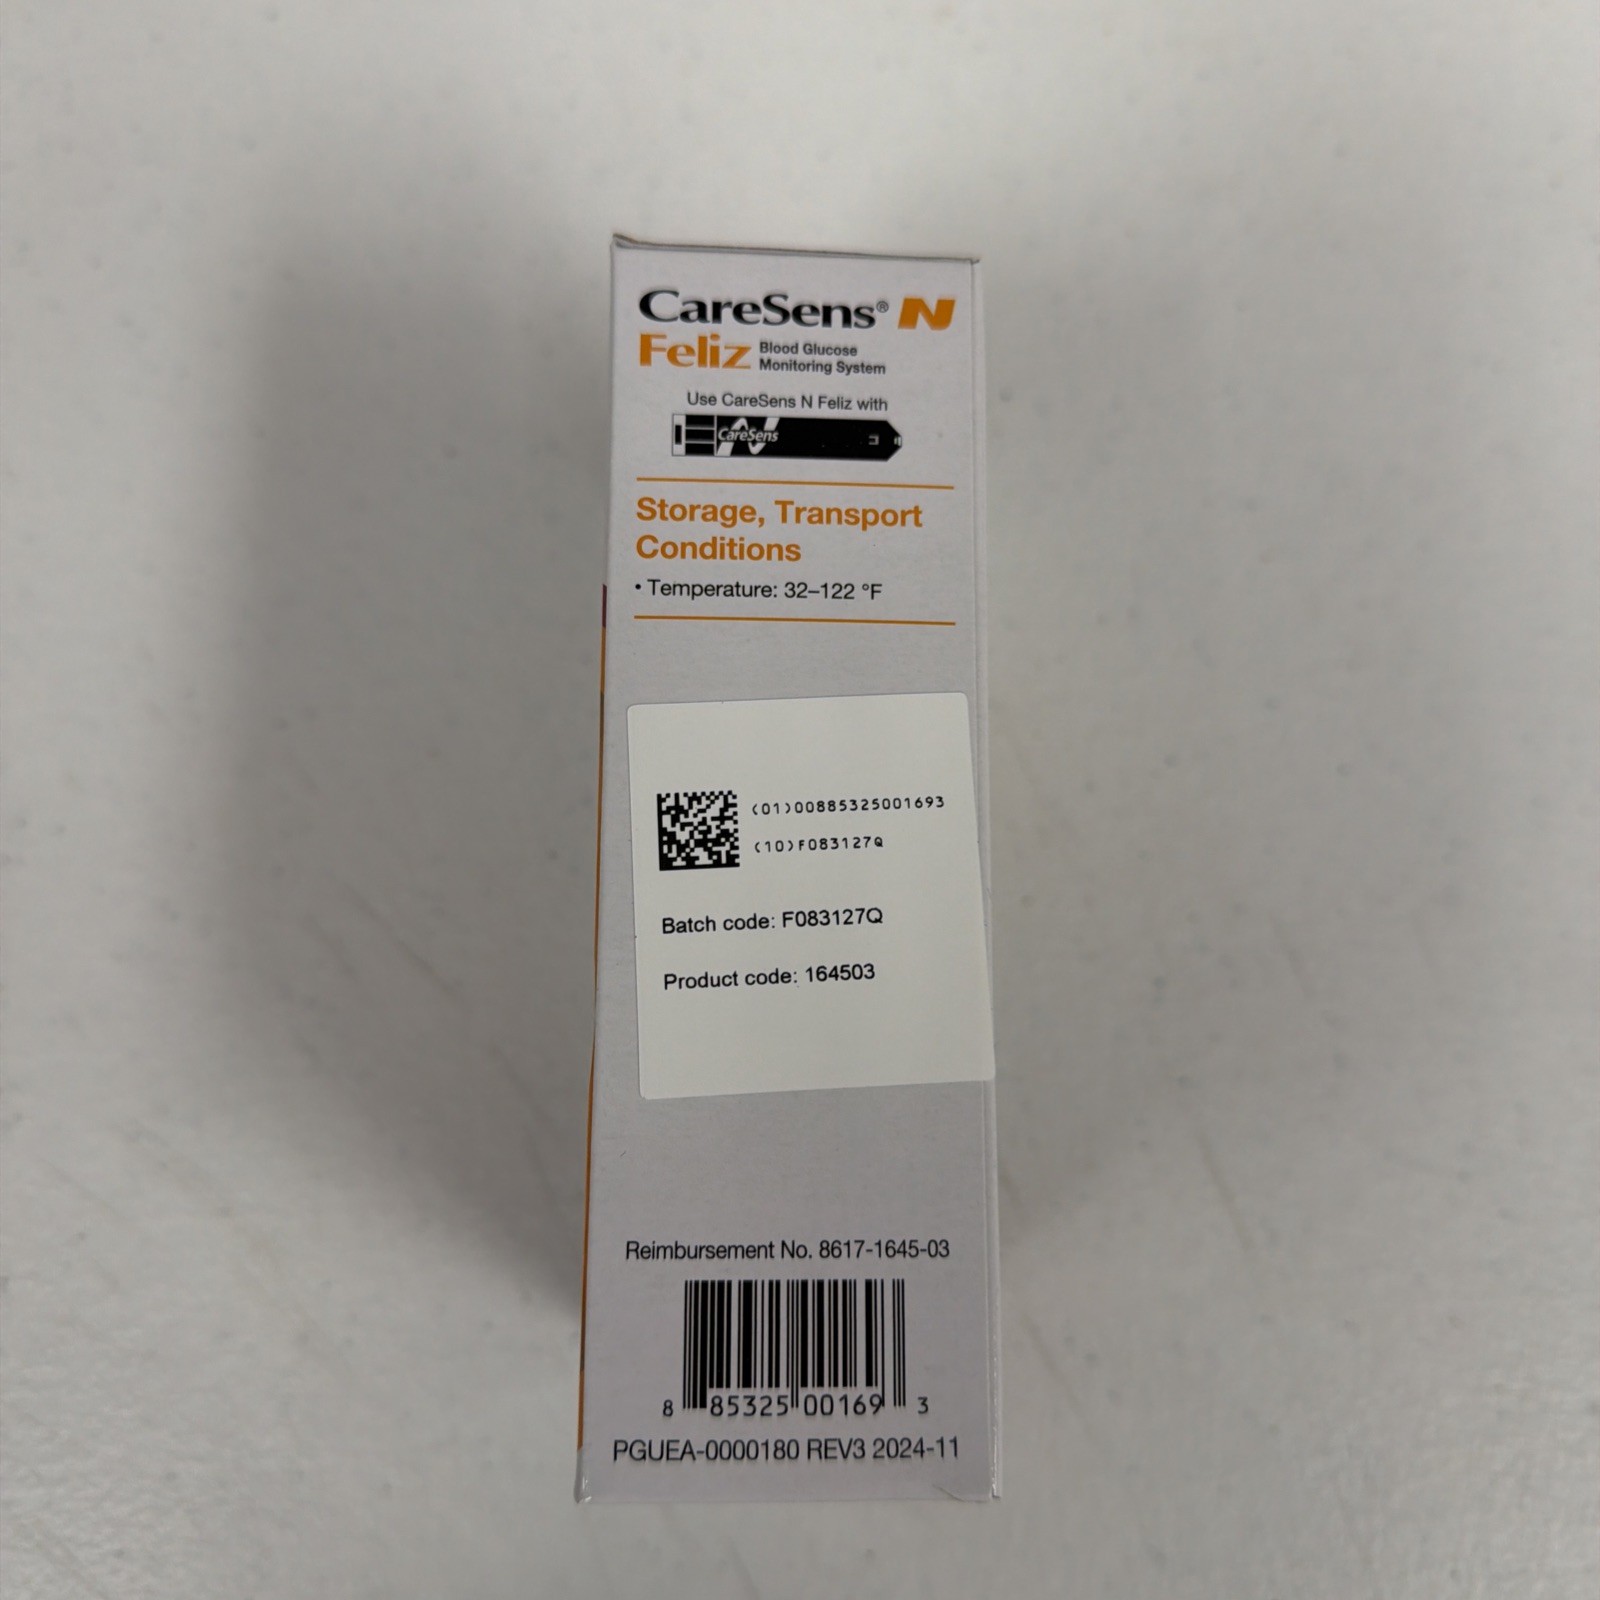 CareSens® N
Feliz Blood Glucose
Monitoring System
Use CareSens N Feliz with
CareSens N
Storage, Transport
Conditions
• Temperature: 32–122 °F
(01)00885325001693
(10)F083127Q
Batch code: F083127Q
Product code: 164503
Reimbursement No. 8617-1645-03
8 85325 00169 3
PGUEA-0000180 REV3 2024-11